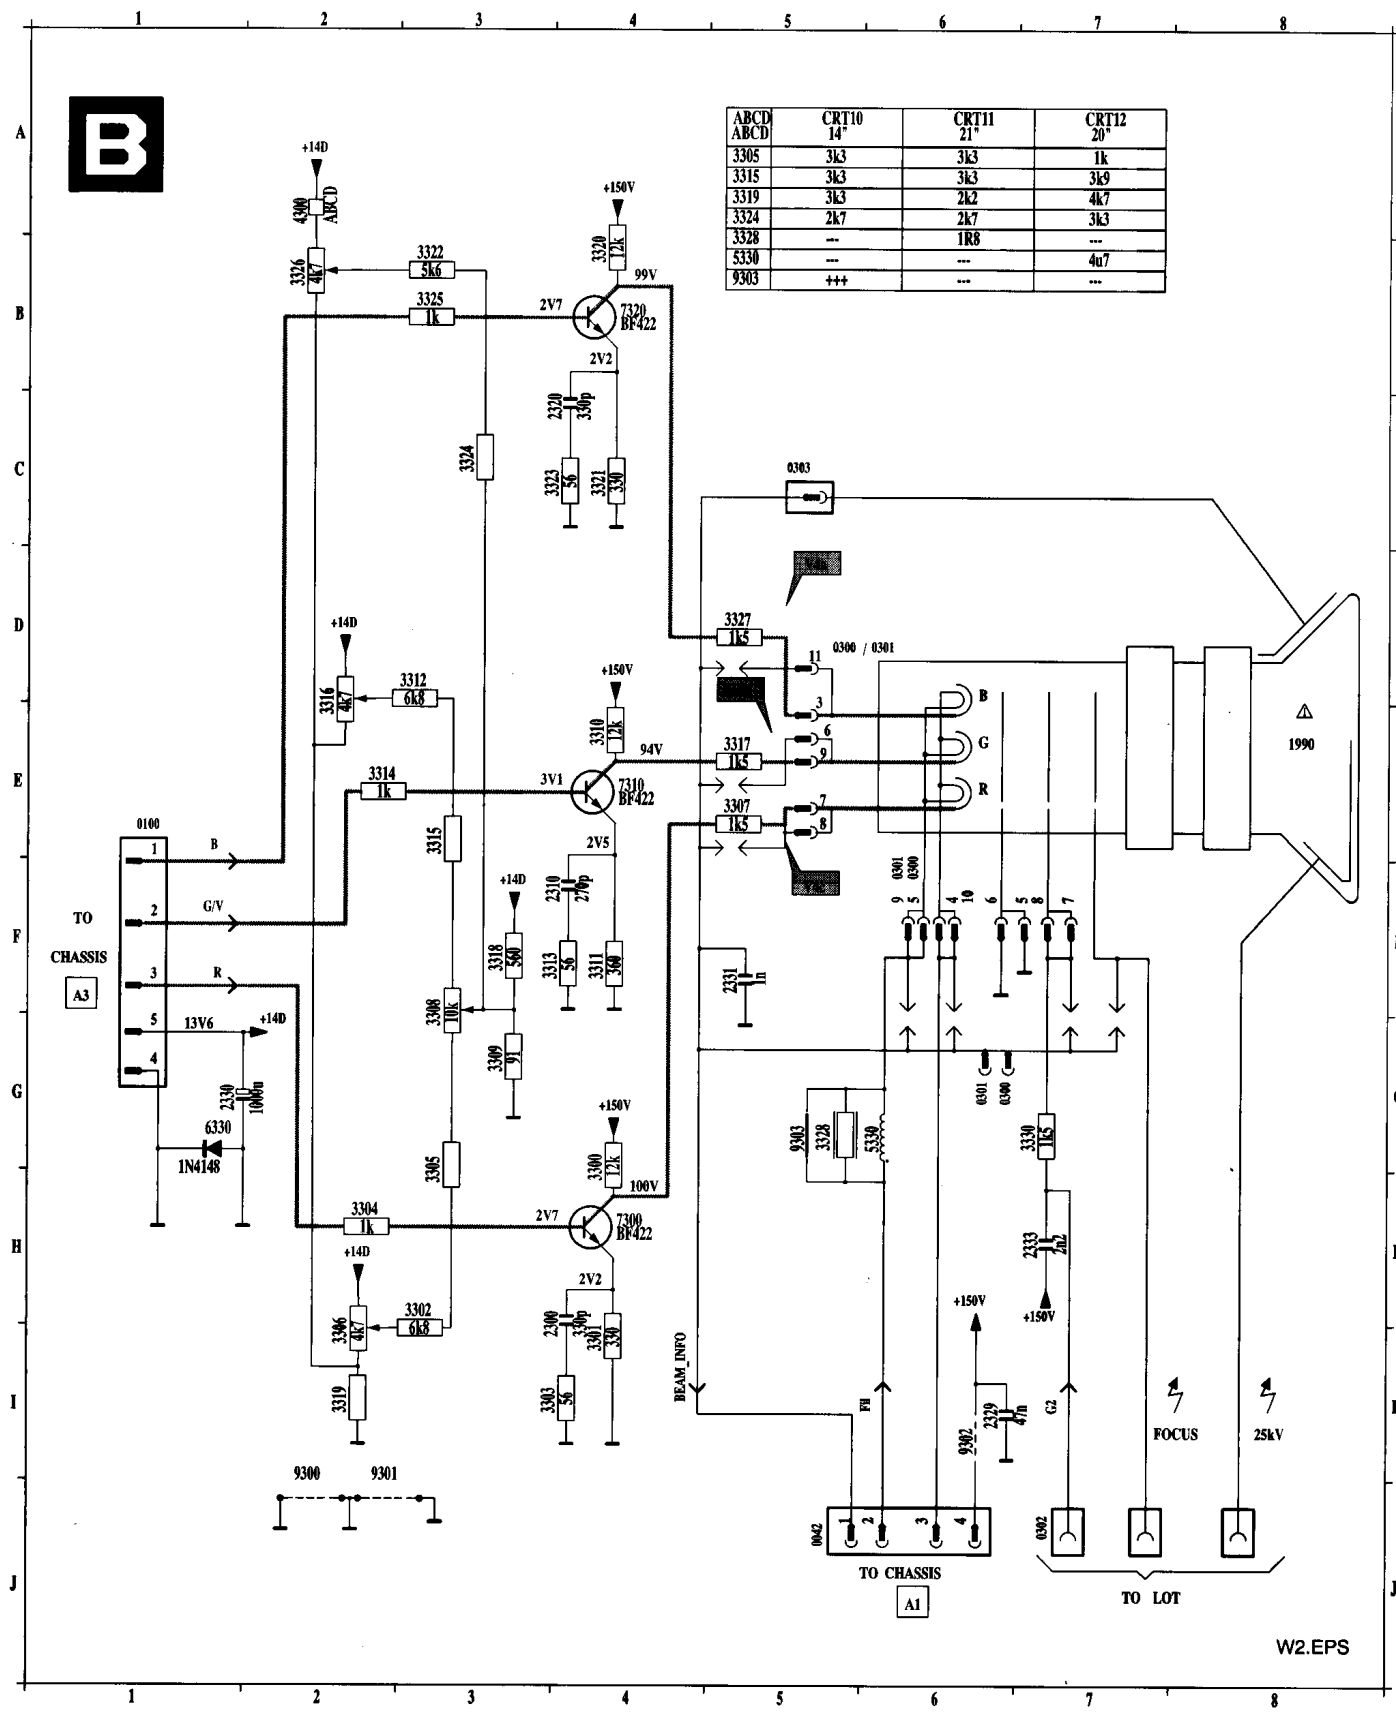 1 2 3 4 5 6 7 8
A
B
ABCD ABCD CRT10 14" CRT11 21" CRT12 20"
3305 3k3 3k3 1k
3315 3k3 3k3 3k9
3319 3k3 2k2 4k7
3324 2k7 2k7 3k3
3328 --- 1R8 ---
5330 --- --- 4u7
9303 +++ --- ---
+14D
4300 ABCD
+150V
3320 12k
3326 4k7
3322 5k6
99V
B
3325 1k
2V7
7320 BF422
2V2
2320 330p
C
3324
3323 56
3321 330
0303
D
+14D
3327 1k5
0300 / 0301
11
3316 4k7
3312 6k8
+150V
3310 12k
3
B
94V
3317 1k5
6
9
G
1990
E
3314 1k
3V1
7310 BF422
3307 1k5
7
8
R
0100
1
B
3315
2V5
2310 270p
0301 0300
9 5 4 10 6 5 8 7
+14D
2
G/V
F
TO CHASSIS A3
3318 560
3313 56
3311 360
3
R
2331 1n
3308 10k
5
13V6
+14D
3309 91
4
G
2330 1000u
0301 0300
6330
1N4148
+150V
3300 12k
9303
3328
5330
3330 1k5
3305
100V
3304 1k
2V7
7300 BF422
H
+14D
2333 2n2
2V2
+150V
+150V
3306 4k7
3302 6k8
2300 330p
3301 330
BEAM_INFO
3319
3303 56
I
FH
2329 47n
G2
9302
FOCUS
25kV
9300 9301
0042
1 2 3 4
0302
J
TO CHASSIS
A1
TO LOT
J
W2.EPS
1 2 3 4 5 6 7 8